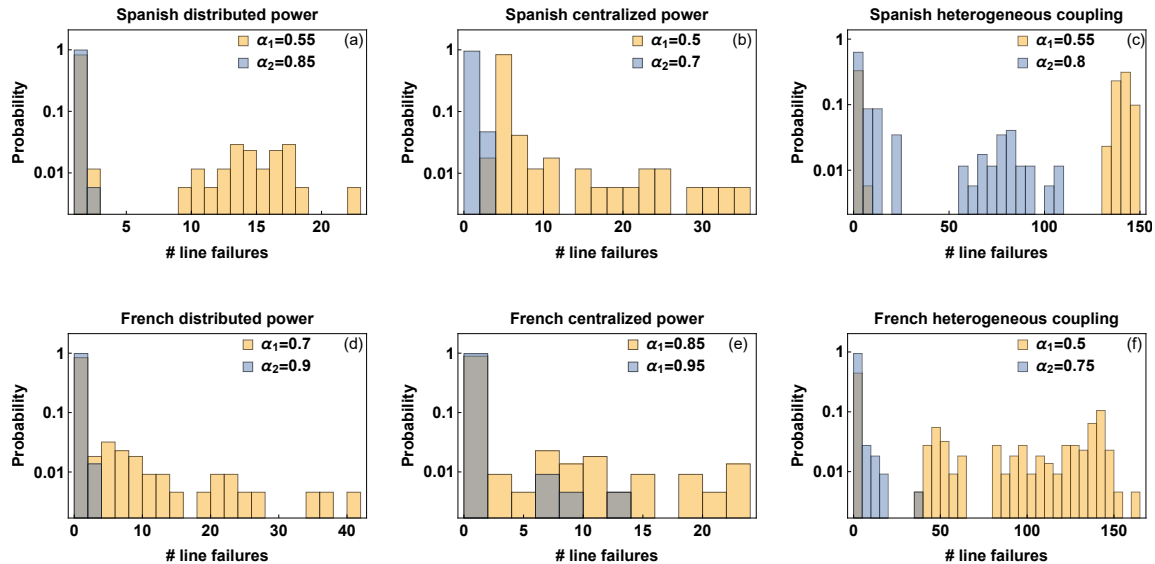 Spanish distributed power
(a)
α1=0.55
α2=0.85
Probability
1
0.1
0.01
5
10
15
20
# line failures
Spanish centralized power
(b)
α1=0.5
α2=0.7
Probability
1
0.1
0.01
0
10
20
30
# line failures
Spanish heterogeneous coupling
(c)
α1=0.55
α2=0.8
Probability
1
0.1
0.01
0
50
100
150
# line failures
French distributed power
(d)
α1=0.7
α2=0.9
Probability
1
0.1
0.01
0
10
20
30
40
# line failures
French centralized power
(e)
α1=0.85
α1=0.95
Probability
1
0.1
0.01
0
5
10
15
20
# line failures
French heterogeneous coupling
(f)
α1=0.5
α2=0.75
Probability
1
0.1
0.01
0
50
100
150
# line failures